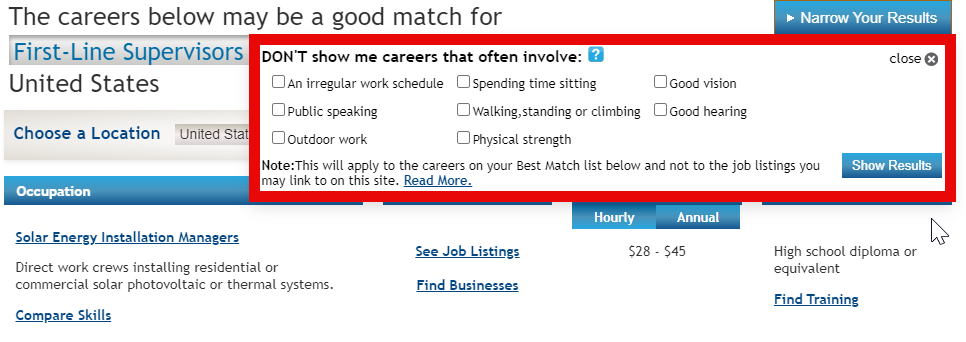 The careers below may be a good match for
Narrow Your Results
First-Line Supervisors
United States
DON'T show me careers that often involve: ?
close
An irregular work schedule
Spending time sitting
Good vision
Public speaking
Walking,standing or climbing
Good hearing
Outdoor work
Physical strength
Note:This will apply to the careers on your Best Match list below and not to the job listings you
may link to on this site. Read More.
Show Results
Choose a Location
United Stat
Occupation
Hourly
Annual
Solar Energy Installation Managers
Direct work crews installing residential or
commercial solar photovoltaic or thermal systems.
Compare Skills
See Job Listings
Find Businesses
$28 - $45
High school diploma or
equivalent
Find Training